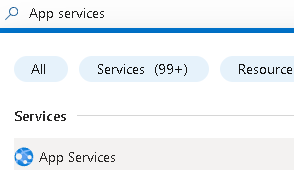 App services
All
Services (99+)
Resource
Services
App Services